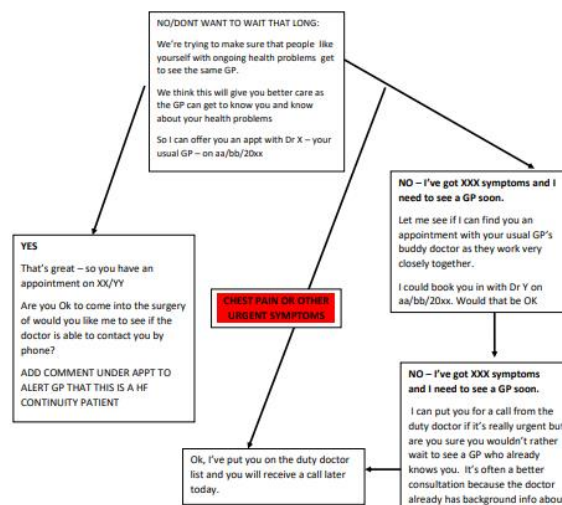 NO/DONT WANT TO WAIT THAT LONG:
We're trying to make sure that people like
yourself with ongoing health problems get
to see the same GP.
We think this will give you better care as
the GP can get to know you and know
about your health problems
So I can offer you an appt with Dr X – your
usual GP – on aa/bb/20xx
YES
That's great – so you have an
appointment on XX/YY
Are you Ok to come into the surgery
of would you like me to see if the
doctor is able to contact you by
phone?
ADD COMMENT UNDER APPT TO
ALERT GP THAT THIS IS A HF
CONTINUITY PATIENT
CHEST PAIN OR OTHER
URGENT SYMPTOMS
NO – I've got XXX symptoms and I
need to see a GP soon.
Let me see if I can find you an
appointment with your usual GP's
buddy doctor as they work very
closely together.
I could book you in with Dr Y on
aa/bb/20xx. Would that be OK
NO – I've got XXX symptoms
and I need to see a GP soon.
I can put you for a call from the
duty doctor if it's really urgent but
are you sure you wouldn't rather
wait to see a GP who already
knows you. It's often a better
consultation because the doctor
already has background info about
Ok, I've put you on the duty doctor
list and you will receive a call later
today.